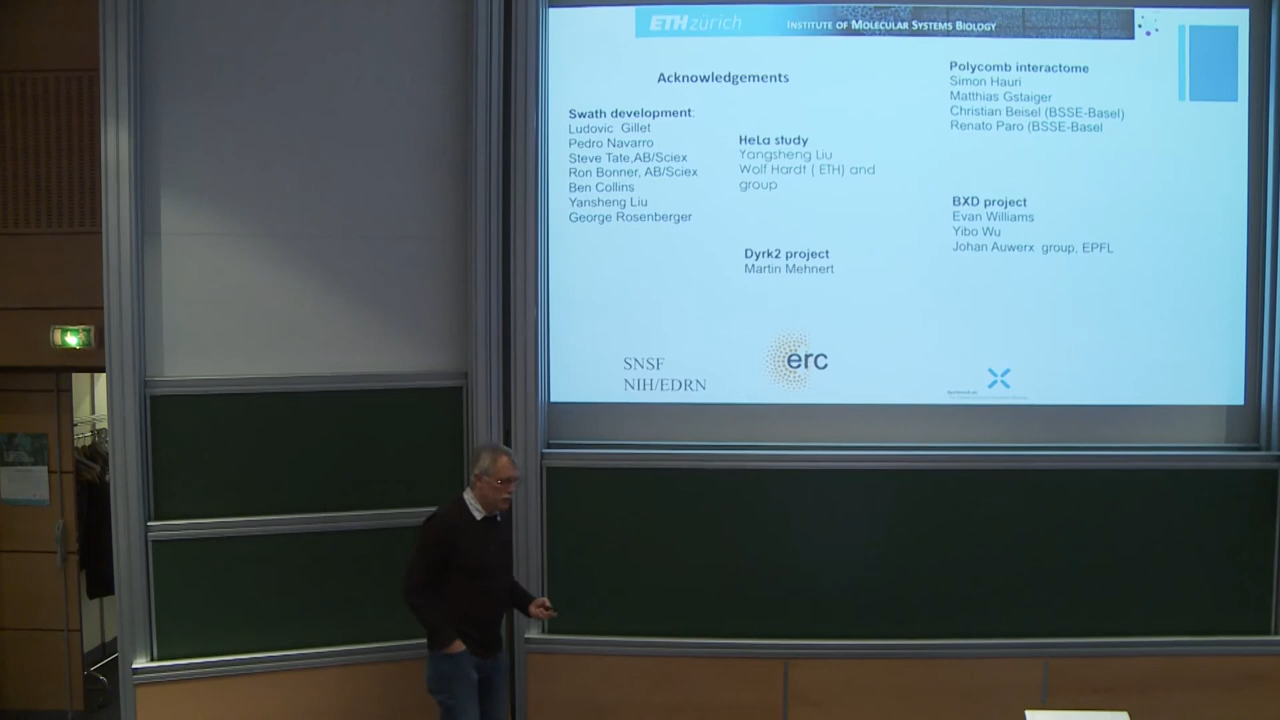 ETH zürich
INSTITUTE OF MOLECULAR SYSTEMS BIOLOGY
Acknowledgements
Swath development:
Ludovic Gillet
Pedro Navarro
Steve Tate,AB/Sciex
Ron Bonner, AB/Sciex
Ben Collins
Yansheng Liu
George Rosenberger
HeLa study
Yangsheng Liu
Wolf Hardt ( ETH) and
group
Dyrk2 project
Martin Mehnert
Polycomb interactome
Simon Hauri
Matthias Gstaiger
Christian Beisel (BSSE-Basel)
Renato Paro (BSSE-Basel
BXD project
Evan Williams
Yibo Wu
Johan Auwerx group, EPFL
SNSF
NIH/EDRN
erc